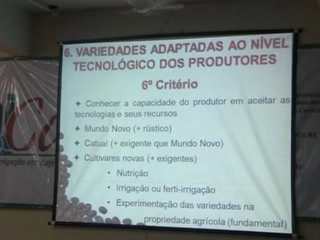 6. VARIEDADES ADAPTADAS AO NÍVEL
TECNOLÓGICO DOS PRODUTORES
6º Critério
Conhecer a capacidade do produtor em aceitar as
tecnologias e seus recursos
Mundo Novo (+ rústico)
Catuaí (+ exigente que Mundo Novo)
Cultivares novas (+ exigentes)
• Nutrição
• Irrigação ou ferti-irrigação
• Experimentação das variedades na
propriedade agrícola (fundamental)